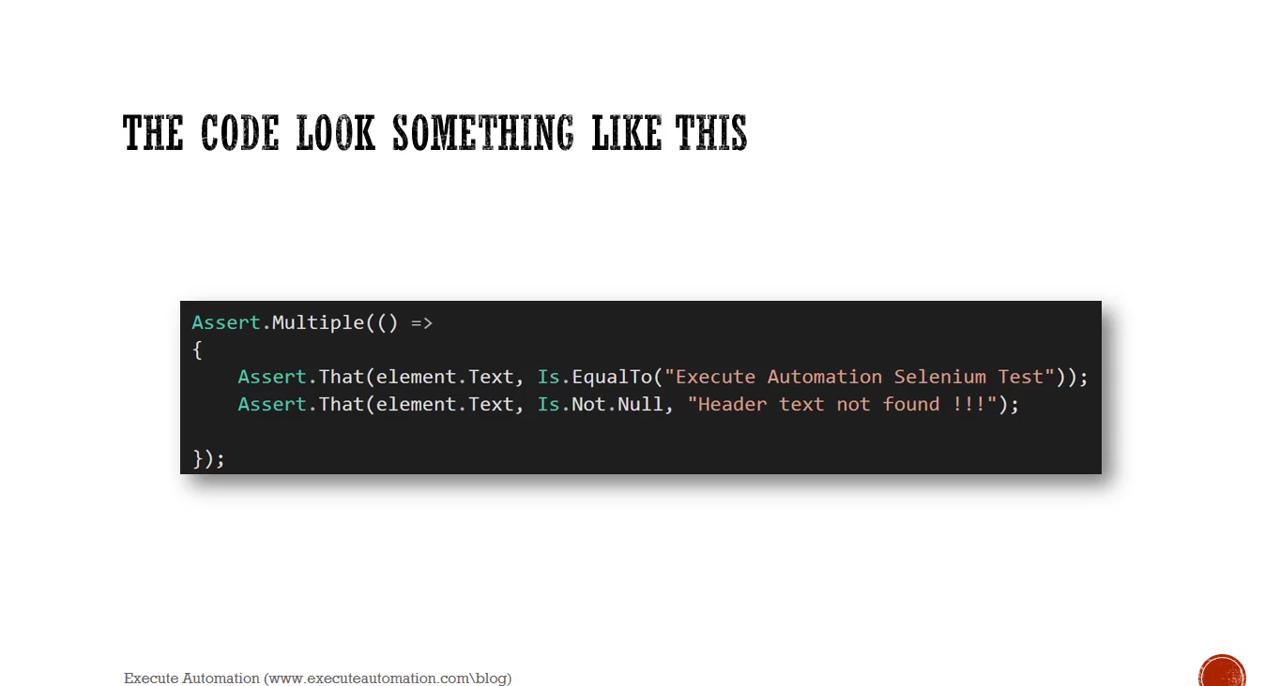 THE CODE LOOK SOMETHING LIKE THIS
Assert.Multiple(() =>
{
    Assert.That(element.Text, Is.EqualTo("Execute Automation Selenium Test"));
    Assert.That(element.Text, Is.Not.Null, "Header text not found !!!");
});
Execute Automation (www.executeautomation.com\blog)